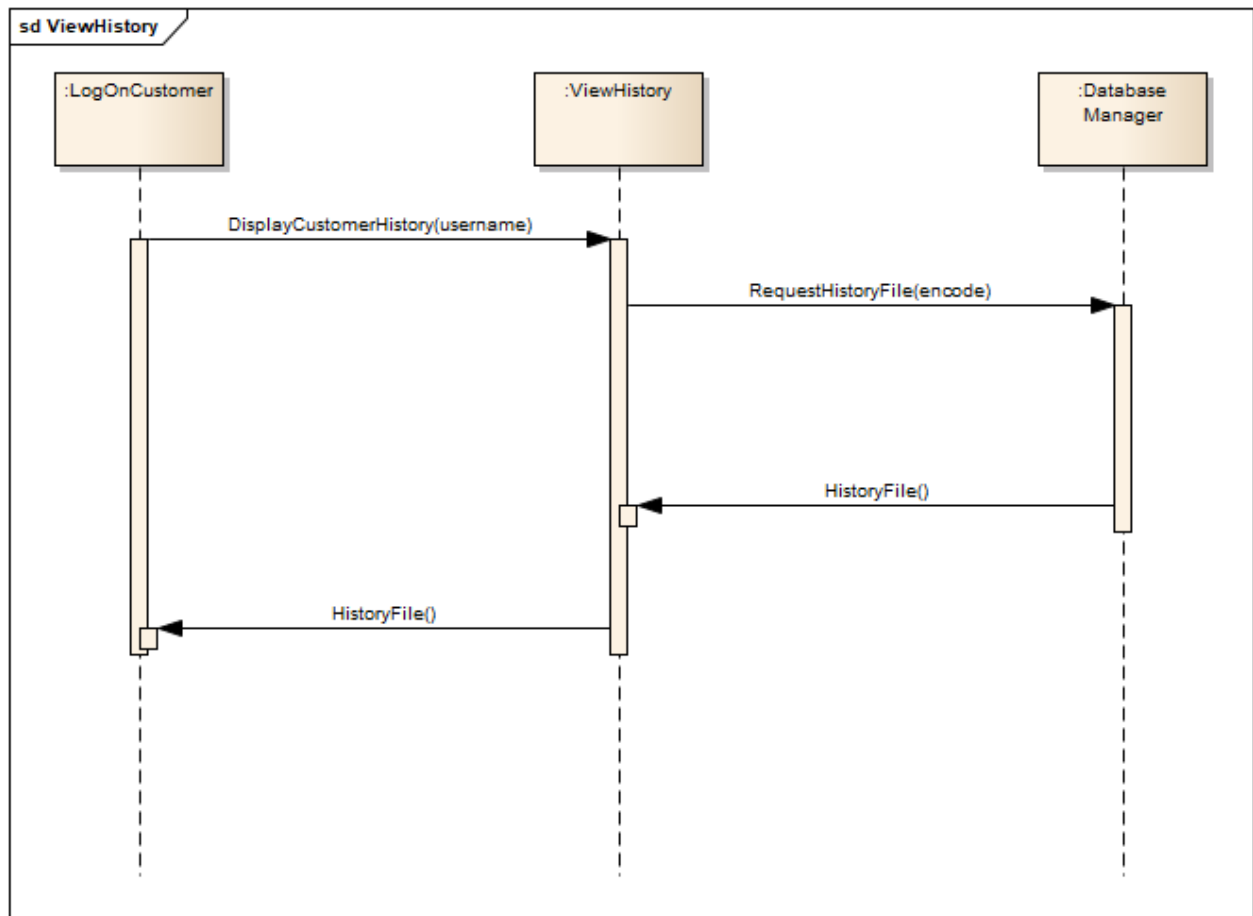 sd ViewHistory
:LogOnCustomer
:ViewHistory
:Database
Manager
DisplayCustomerHistory(username)
RequestHistoryFile(encode)
HistoryFile()
HistoryFile()